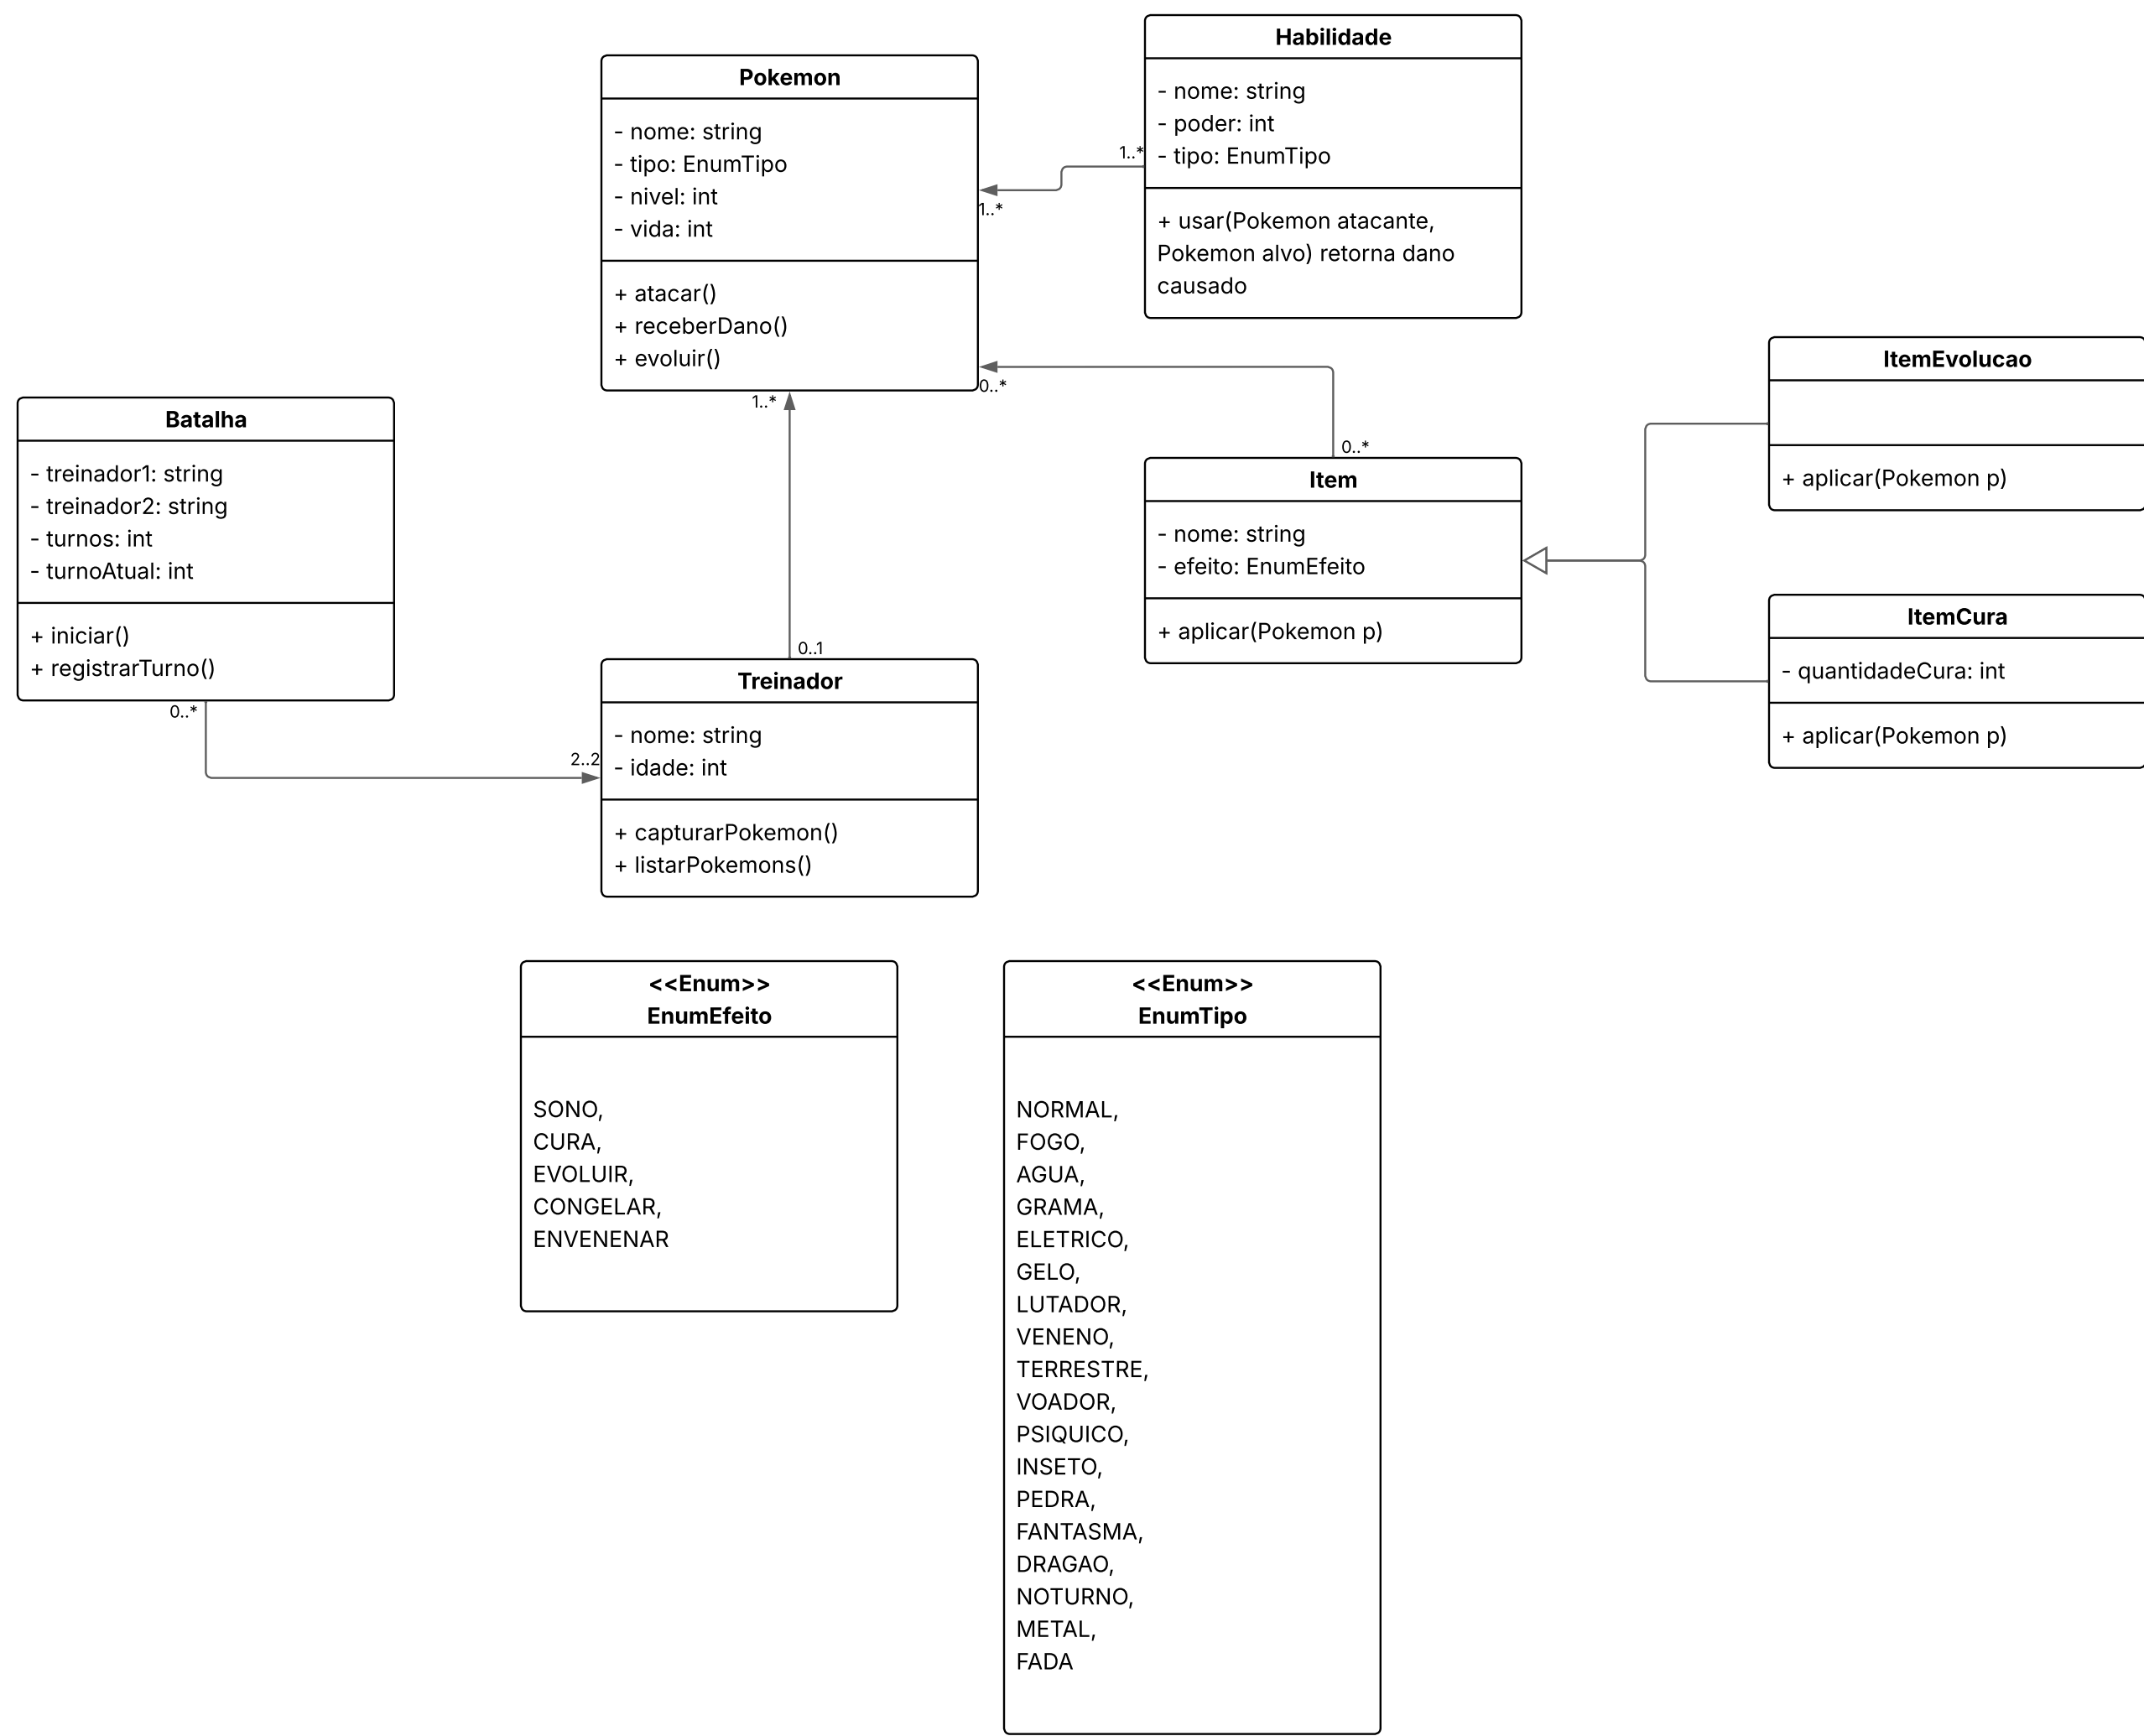 Habilidade
- nome: string
- poder: int
- tipo: EnumTipo
+ usar(Pokemon atacante,
Pokemon alvo) retorna dano
causado
1..*
1..*
Pokemon
- nome: string
- tipo: EnumTipo
- nivel: int
- vida: int
+ atacar()
+ receberDano()
+ evoluir()
1..*
0..*
0..*
ItemEvolucao
+ aplicar(Pokemon p)
Batalha
- treinador1: string
- treinador2: string
- turnos: int
- turnoAtual: int
+ iniciar()
+ registrarTurno()
0..*
2..2
Item
- nome: string
- efeito: EnumEfeito
+ aplicar(Pokemon p)
ItemCura
- quantidadeCura: int
+ aplicar(Pokemon p)
0..1
Treinador
- nome: string
- idade: int
+ capturarPokemon()
+ listarPokemons()
<<Enum>>
EnumEfeito
SONO,
CURA,
EVOLUIR,
CONGELAR,
ENVENENAR
<<Enum>>
EnumTipo
NORMAL,
FOGO,
AGUA,
GRAMA,
ELETRICO,
GELO,
LUTADOR,
VENENO,
TERRESTRE,
VOADOR,
PSIQUICO,
INSETO,
PEDRA,
FANTASMA,
DRAGAO,
NOTURNO,
METAL,
FADA